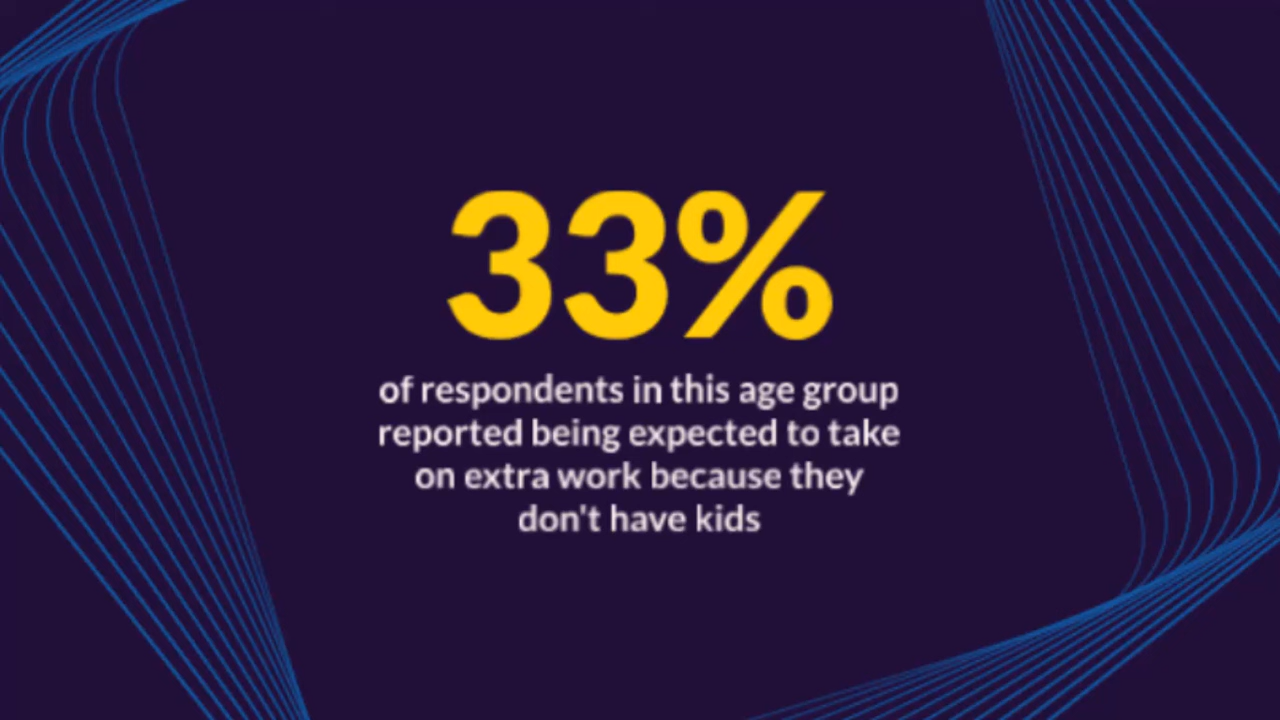 33%
of respondents in this age group
reported being expected to take
on extra work because they
don't have kids